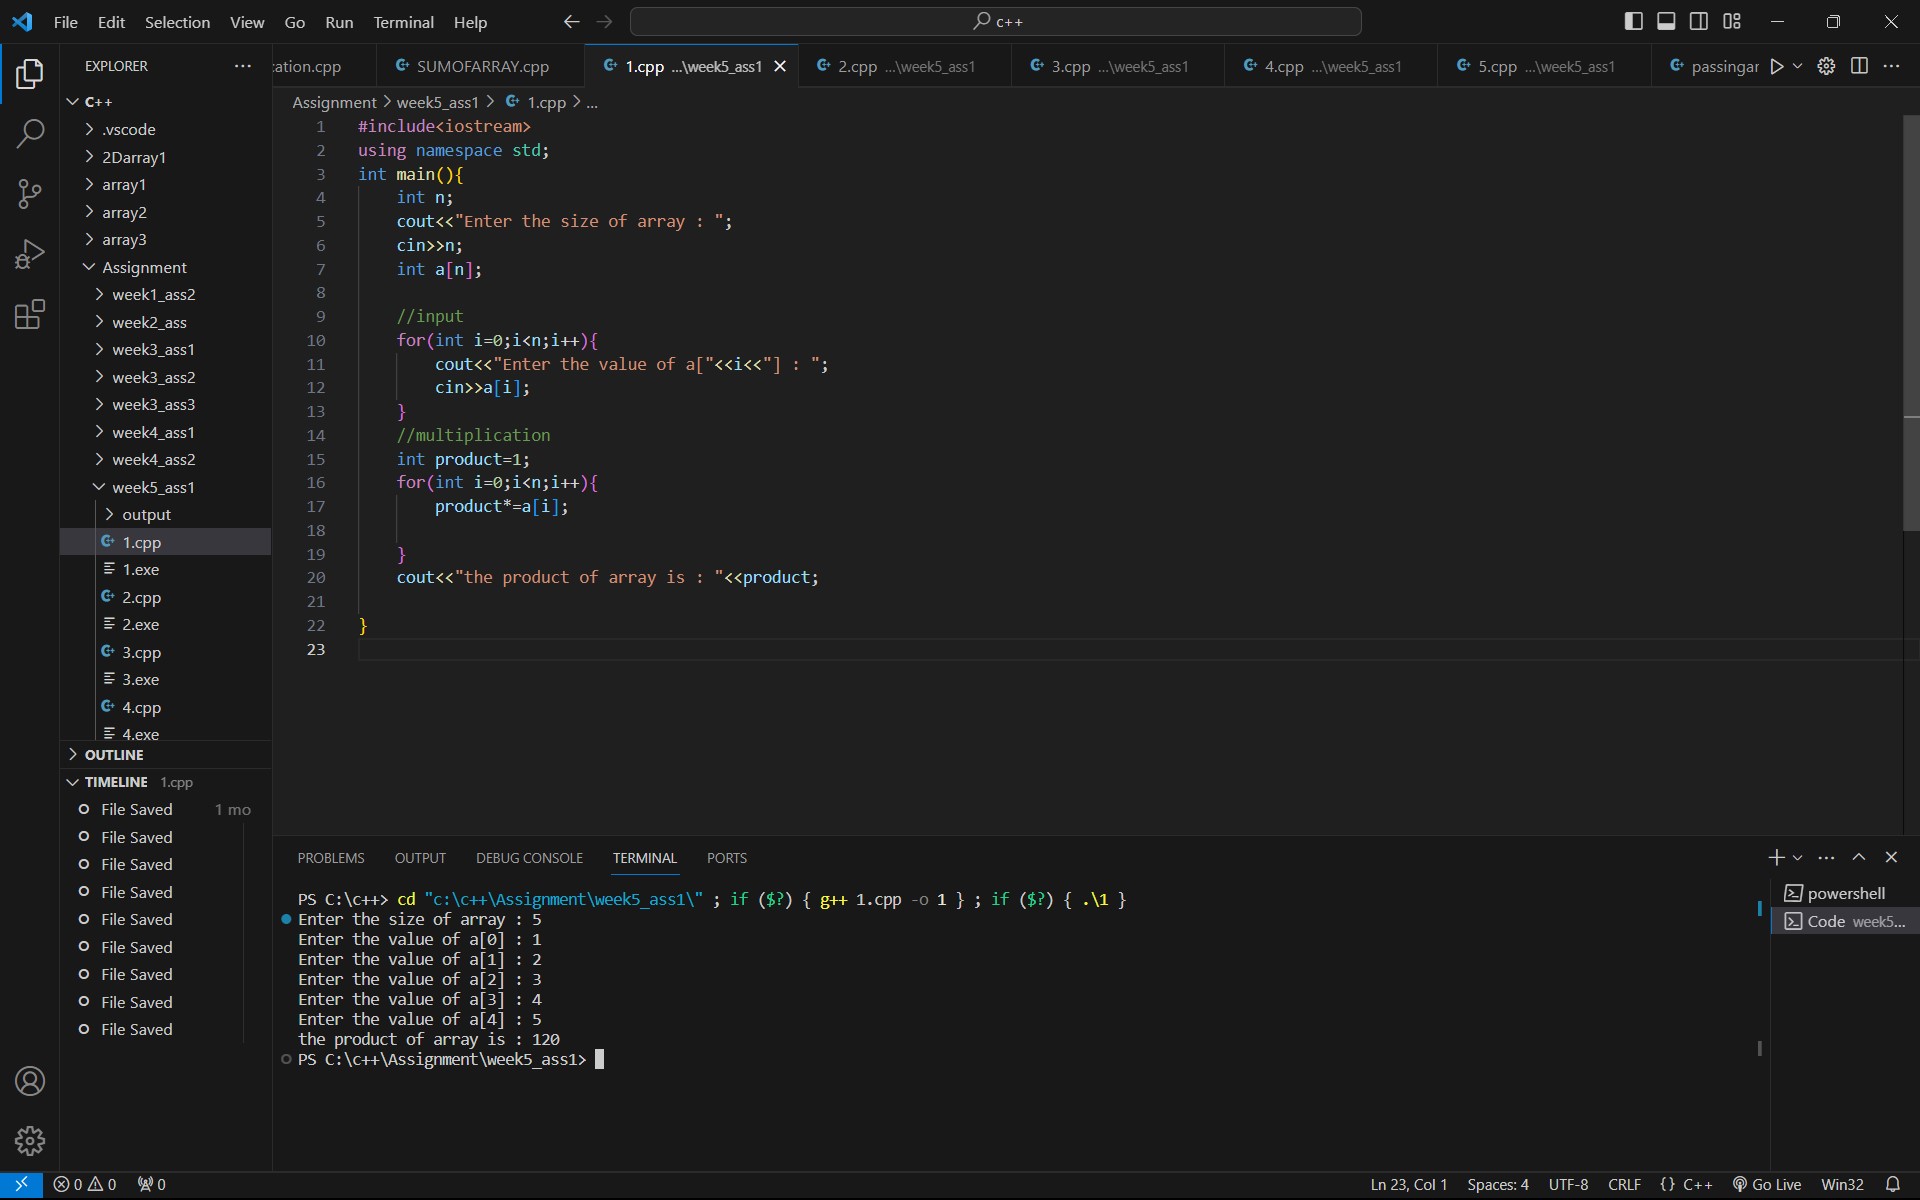 File Edit Selection View Go Run Terminal Help
c++
EXPLORER
C++
.vscode
2Darray1
array1
array2
array3
Assignment
week1_ass2
week2_ass
week3_ass1
week3_ass2
week3_ass3
week4_ass1
week4_ass2
week5_ass1
output
1.cpp
1.exe
2.cpp
2.exe
3.cpp
3.exe
4.cpp
4.exe
OUTLINE
TIMELINE 1.cpp
File Saved 1 mo
File Saved
File Saved
File Saved
File Saved
File Saved
File Saved
File Saved
File Saved
cation.cpp SUMOFARRAY.cpp 1.cpp ...\week5_ass1 2.cpp ...\week5_ass1 3.cpp ...\week5_ass1 4.cpp ...\week5_ass1 5.cpp ...\week5_ass1 passingar
Assignment > week5_ass1 > 1.cpp > ...
1 #include<iostream>
2 using namespace std;
3 int main(){
4 int n;
5 cout<<"Enter the size of array : ";
6 cin>>n;
7 int a[n];
8
9 //input
10 for(int i=0;i<n;i++){
11 cout<<"Enter the value of a["<<i<<"] : ";
12 cin>>a[i];
13 }
14 //multiplication
15 int product=1;
16 for(int i=0;i<n;i++){
17 product*=a[i];
18
19 }
20 cout<<"the product of array is : "<<product;
21
22 }
23
PROBLEMS OUTPUT DEBUG CONSOLE TERMINAL PORTS
PS C:\c++> cd "c:\c++\Assignment\week5_ass1\" ; if ($?) { g++ 1.cpp -o 1 } ; if ($?) { .\1 }
Enter the size of array : 5
Enter the value of a[0] : 1
Enter the value of a[1] : 2
Enter the value of a[2] : 3
Enter the value of a[3] : 4
Enter the value of a[4] : 5
the product of array is : 120
PS C:\c++\Assignment\week5_ass1>
powershell
Code week5...
0 0 0 Ln 23, Col 1 Spaces: 4 UTF-8 CRLF {} C++ Go Live Win32